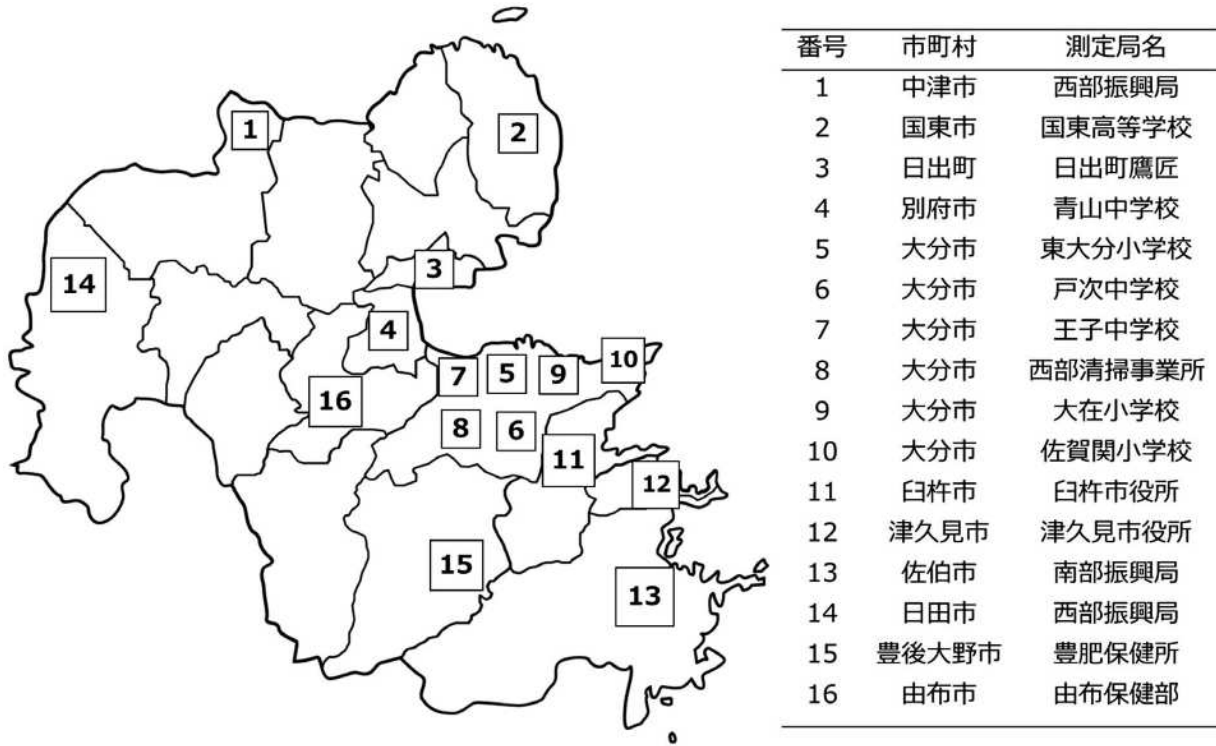 1
2
3
4
5
6
7
8
9
10
11
12
13
14
15
16
番号 市町村 測定局名
1 中津市 西部振興局
2 国東市 国東高等学校
3 日出町 日出町鷹匠
4 別府市 青山中学校
5 大分市 東大分小学校
6 大分市 戸次中学校
7 大分市 王子中学校
8 大分市 西部清掃事業所
9 大分市 大在小学校
10 大分市 佐賀関小学校
11 臼杵市 臼杵市役所
12 津久見市 津久見市役所
13 佐伯市 南部振興局
14 日田市 西部振興局
15 豊後大野市 豊肥保健所
16 由布市 由布保健部